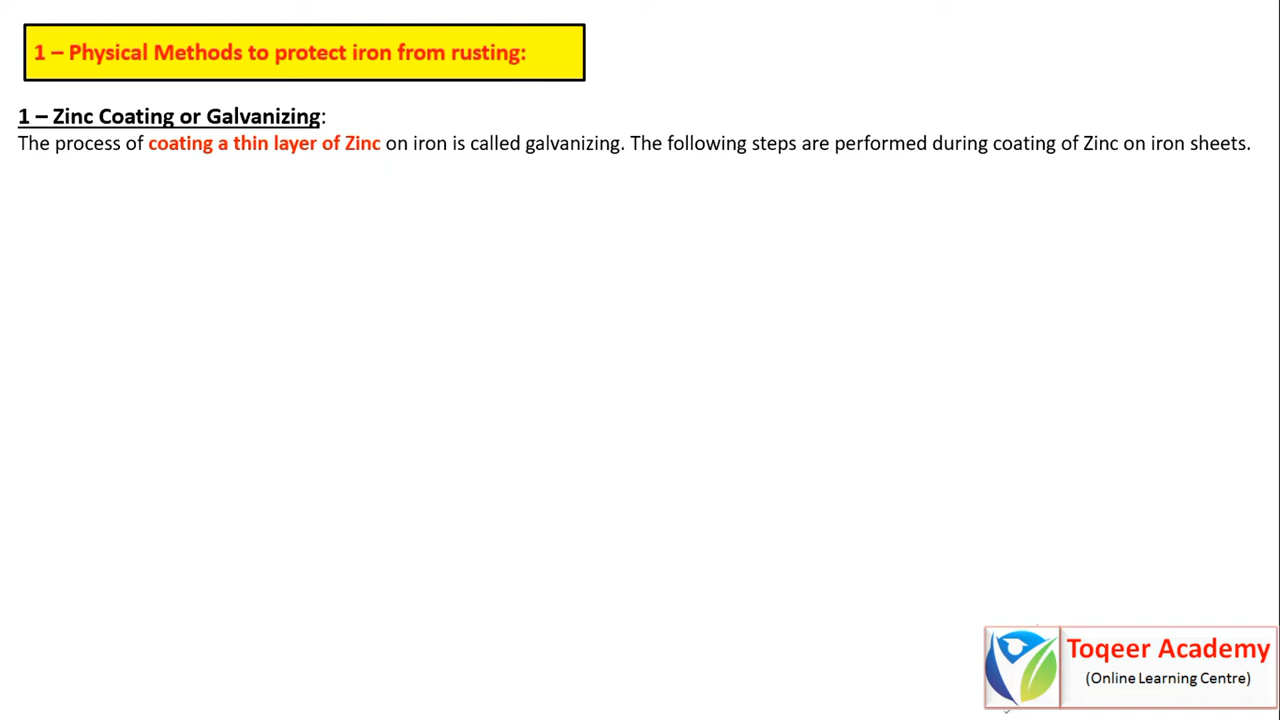 1 – Physical Methods to protect iron from rusting:
1 – Zinc Coating or Galvanizing:
The process of coating a thin layer of Zinc on iron is called galvanizing. The following steps are performed during coating of Zinc on iron sheets.
Toqeer Academy
(Online Learning Centre)